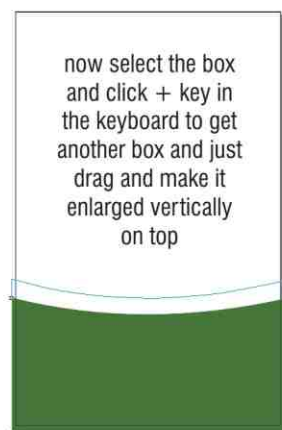 now select the box
and click + key in
the keyboard to get
another box and just
drag and make it
enlarged vertically
on top